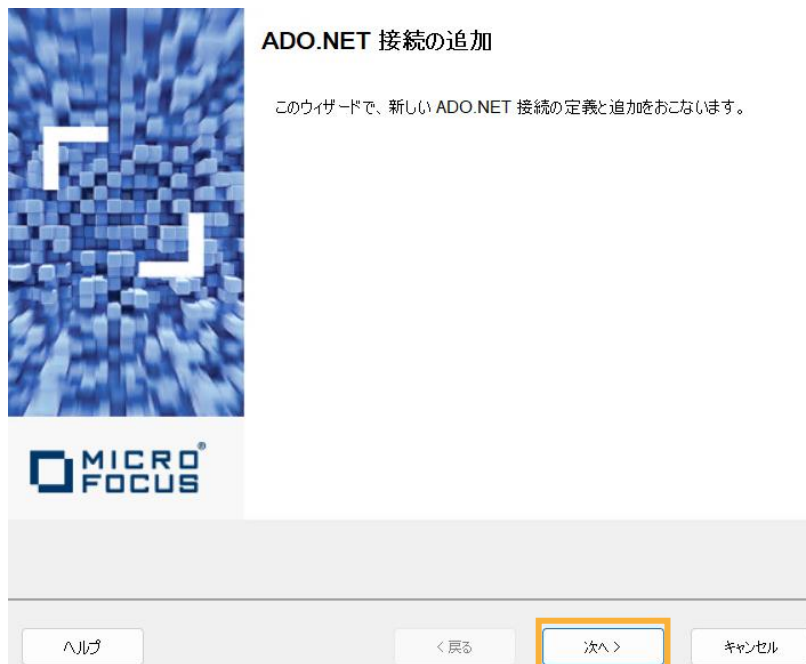 ADO.NET 接続の追加
このウィザードで、新しい ADO.NET 接続の定義と追加をおこないます。
MICRO®
FOCUS
ヘルプ
< 戻る
次へ >
キャンセル